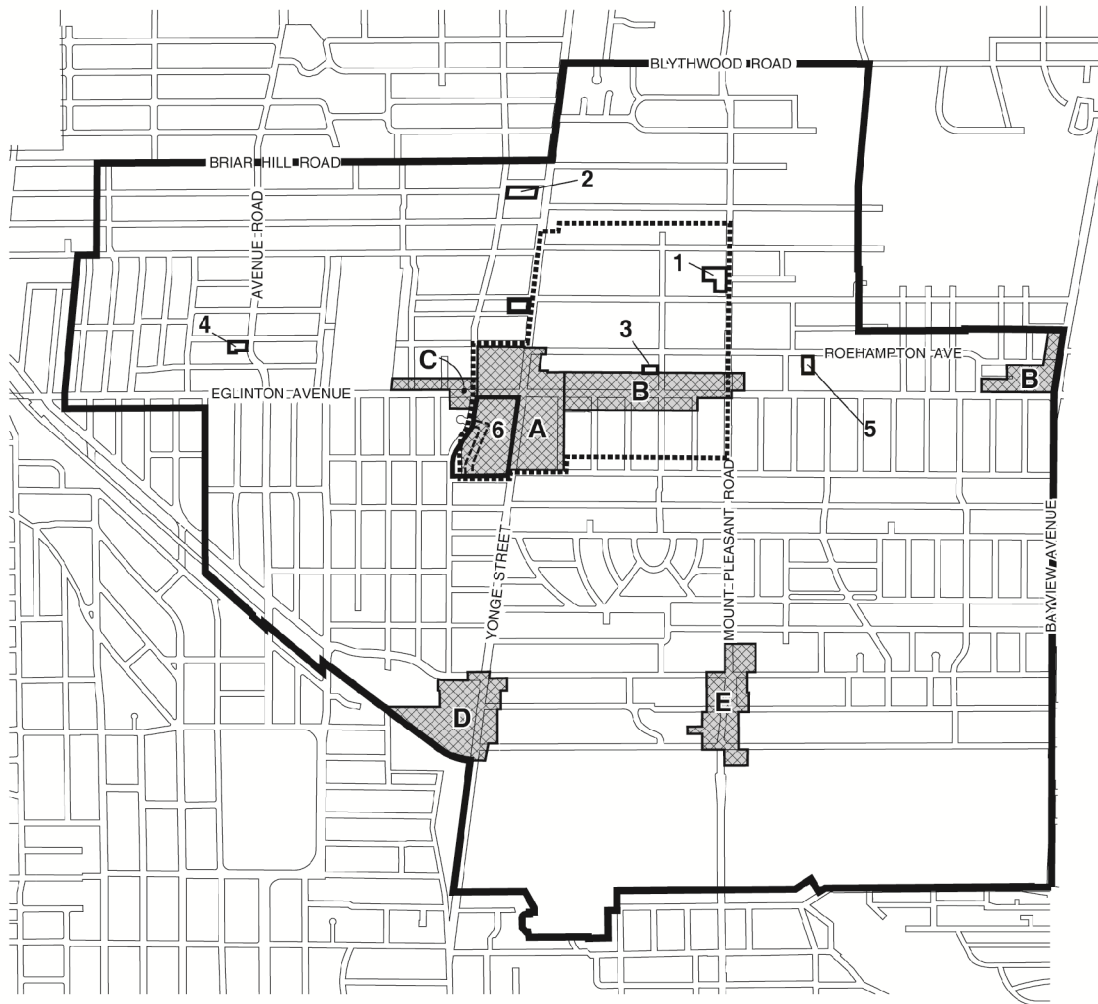 BLYTHWOOD ROAD
BRIAR HILL ROAD
2
AVENUE ROAD
1
4
3
C
ROEHAMPTON AVE
EGLINTON AVENUE
B
B
6
A
5
YONGE STREET
MOUNT PLEASANT ROAD
BAYVIEW AVENUE
D
E